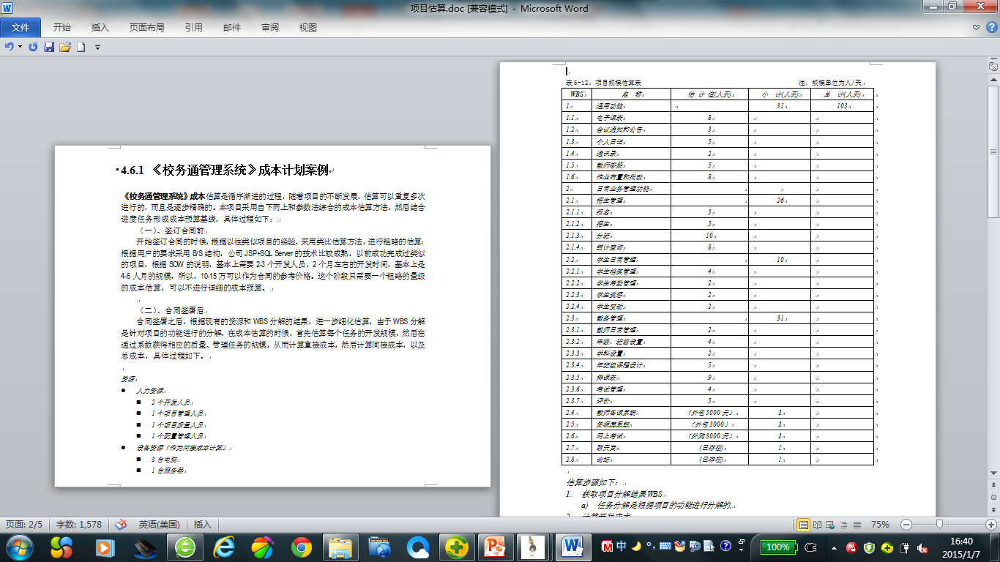 项目估算.doc [兼容模式] - Microsoft Word
文件 开始 插入 页面布局 引用 邮件 审阅 视图
4.6.1 《校务通管理系统》成本计划案例
《校务通管理系统》成本估算是循序渐进的过程，随着项目的不断发展，估算可以重复多次
进行的，而且是逐步精确的。本项目采用自下而上和参数法综合的成本估算方法，然后结合
进度任务形成成本预算基线，具体过程如下：
（一）、签订合同前
开始签订合同的时候，根据以往类似项目的经验，采用类比估算方法，进行粗略的估算：
根据用户的要求采用 B/S 结构，公司 JSP+SQL Server 的技术比较成熟，以前成功完成过类似
的项目，根据 SOW 的说明，基本上需要 2-3 个开发人员，2 个月左右的开发时间，基本上是
4-6 人月的规模，所以，10-15 万可以作为合同的参考价格。这个阶段只需要一个粗略的量级
的成本估算，可以不进行详细的成本预算。
（二）、合同签署后
合同签署之后，根据现有的资源和 WBS 分解的结果，进一步细化估算，由于 WBS 分解
是针对项目的功能进行的分解，在成本估算的时候，首先估算每个任务的开发规模，然后在
通过系数获得相应的质量、管理任务的规模，从而计算直接成本，然后计算间接成本，以及
总成本，具体过程如下。
资源
● 人力资源
■ 2 个开发人员
■ 1 个项目管理人员
■ 1 个项目质量人员
■ 1 个配置管理人员
● 设备资源（作为间接成本计算）
■ 3 台电脑
■ 1 台服务器
表 6-12：项目规模估算表 注：规模单位为人/天
WBS 名 称 估 计 值(人天) 小 计(人天) 总 计(人天)
1 通用功能 31 103
1.1 电子课表 8
1.2 会议通知和公告 3
1.3 个人日记 5
1.4 通讯录 2
1.5 教师答疑 5
1.6 作业布置和批改 8
2 日常业务管理功能
2.1 招生管理 26
2.1.1 报名 3
2.1.2 招生 5
2.1.3 分班 10
2.1.4 统计查询 8
2.2 学生日常管理 10
2.2.1 学生档案管理 4
2.2.2 学生考勤管理 2
2.2.3 学生奖惩 2
2.2.4 学生变动 2
2.3 教务管理 31
2.3.1 教师日常管理 2
2.3.2 年级、班级设置 4
2.3.3 学科设置 2
2.3.4 年班级课程设计 5
2.3.5 排课表 9
2.3.6 考试管理 4
2.3.7 评价 5
2.4 教师备课系统 （外包 5000 元） 1
2.5 资源库系统 （外包 3000） 1
2.6 网上考试 （外购 3000 元） 1
2.7 聊天室 (已存在) 1
2.8 论坛 (已存在) 1
估算步骤如下：
1. 获取项目分解结果 WBS
a) 任务分解是根据项目的功能进行分解的
2. 计算开发成本
页面: 2/5 字数: 1,578 英语(美国) 插入 75%
中 100% 16:40
2015/1/7